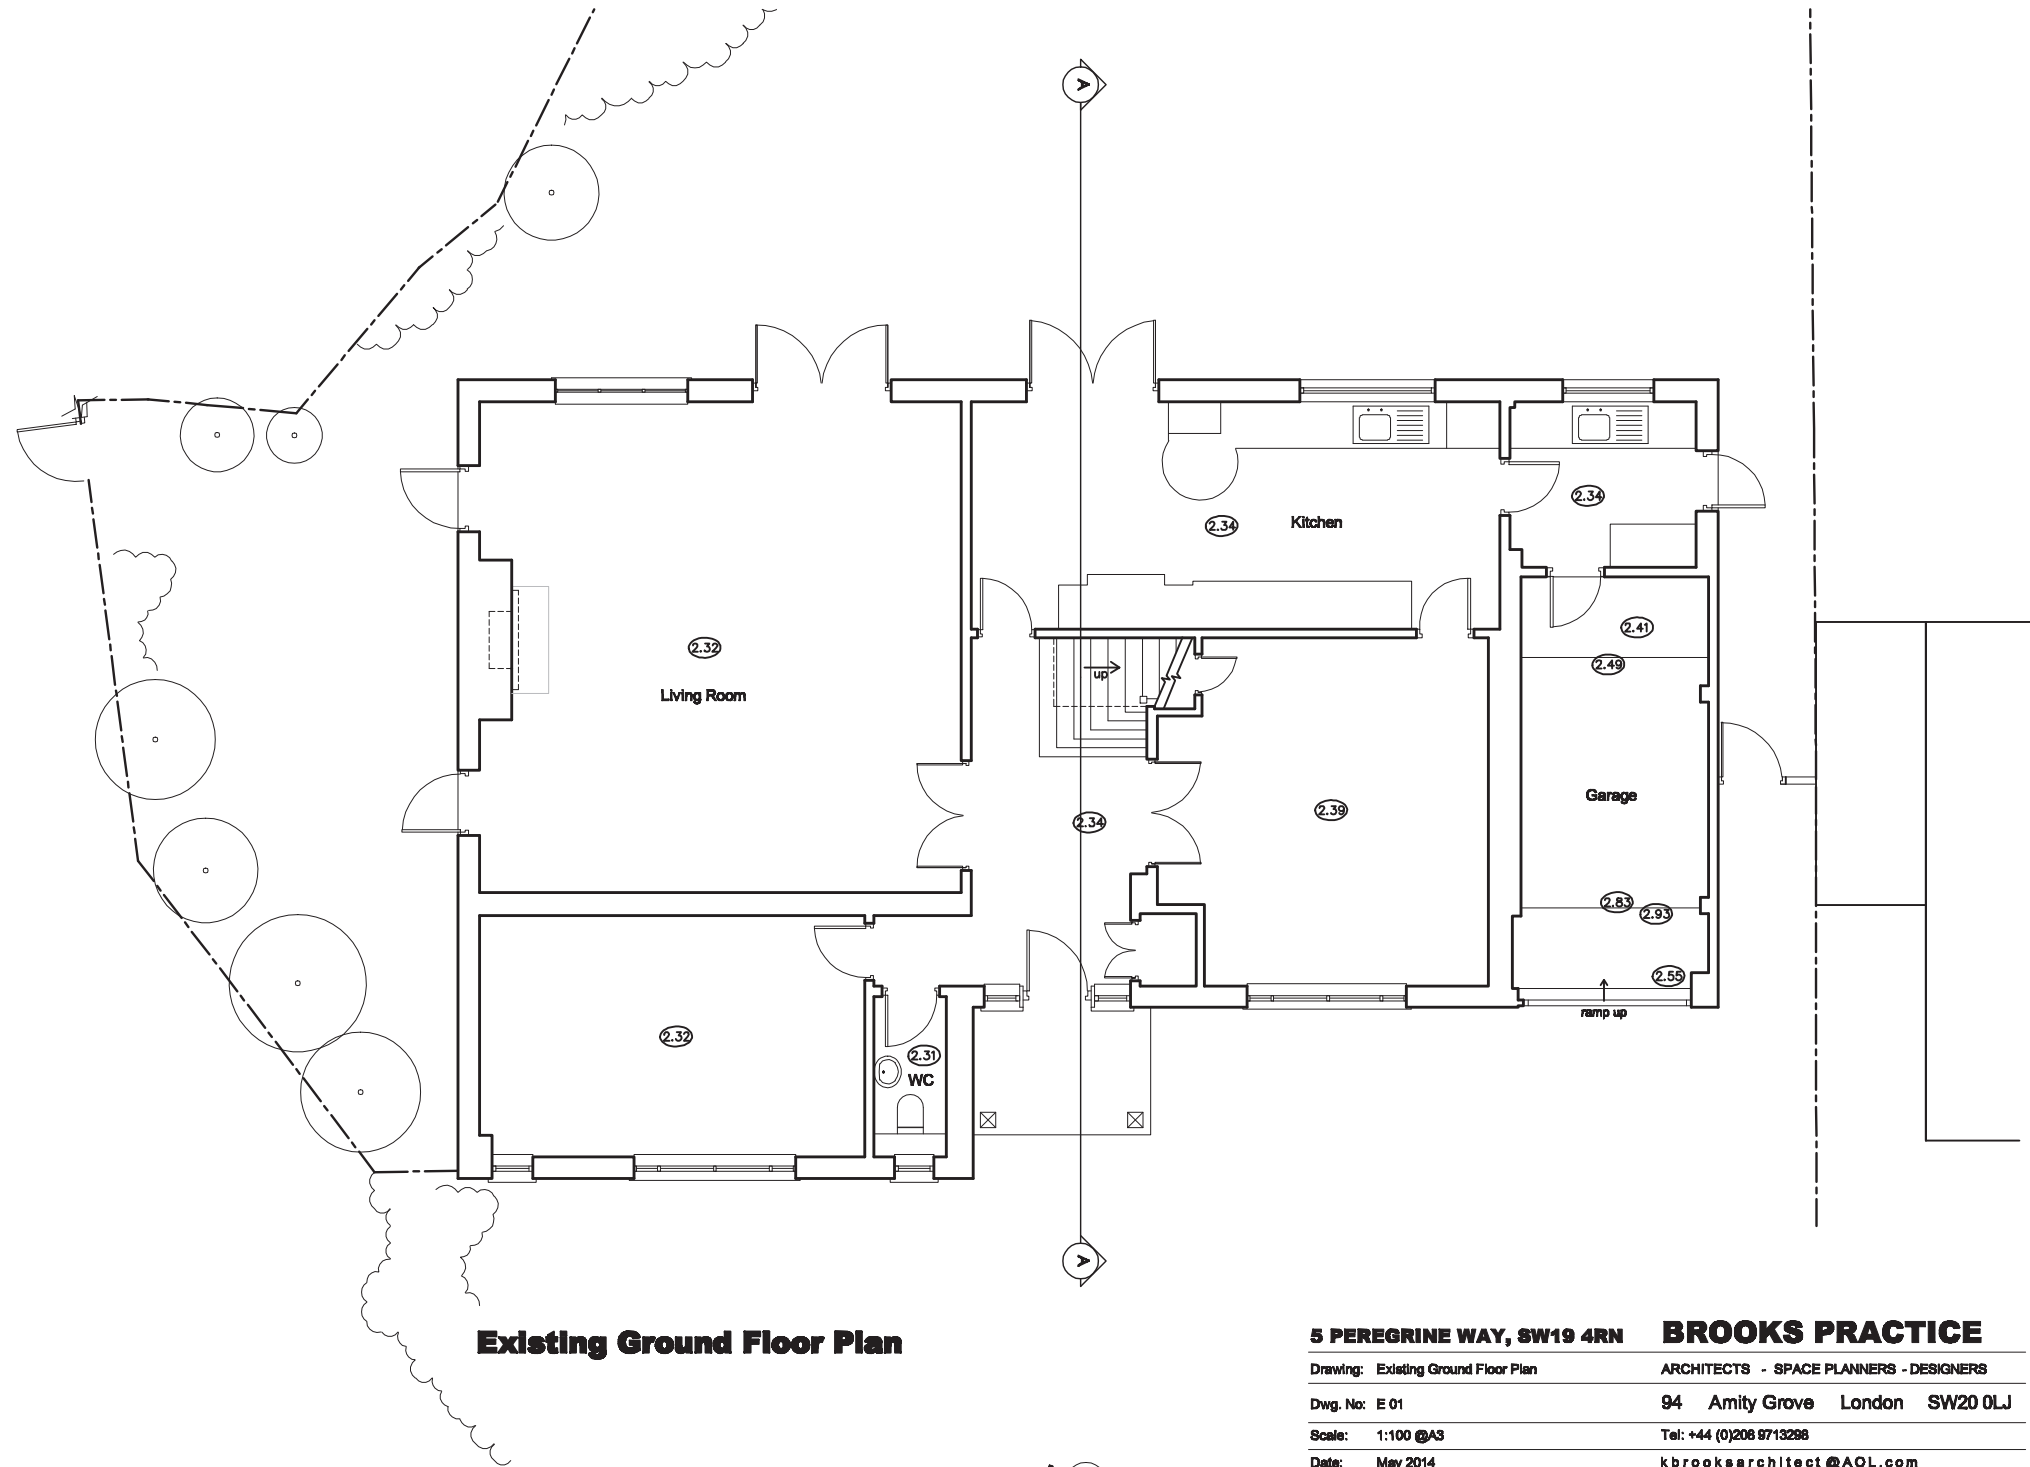 A
2.34
2.34
Kitchen
2.41
2.32
2.49
up
Living Room
Garage
2.39
2.34
2.83
2.93
2.55
ramp up
2.32
2.31
WC
A
Existing Ground Floor Plan
5 PEREGRINE WAY, SW19 4RN
BROOKS PRACTICE
Drawing: Existing Ground Floor Plan
ARCHITECTS - SPACE PLANNERS - DESIGNERS
Dwg. No: E 01
94 Amity Grove London SW20 0LJ
Scale: 1:100 @A3
Tel: +44 (0)208 9713298
Date: May 2014
kbrooksarchitect@AOL.com